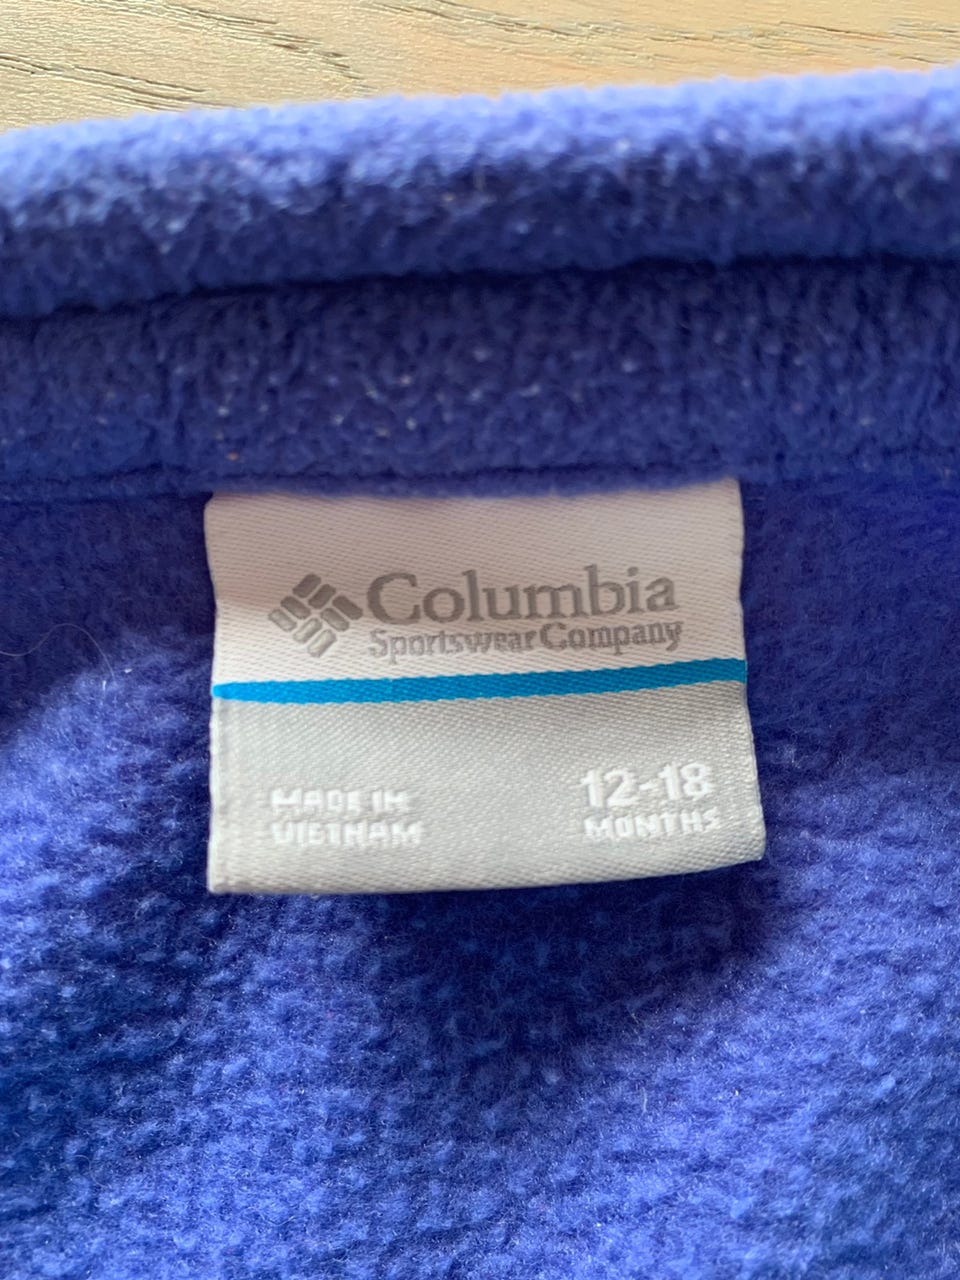 Columbia
Sportswear Company
MADE IN
VIETNAM
12-18
MONTHS